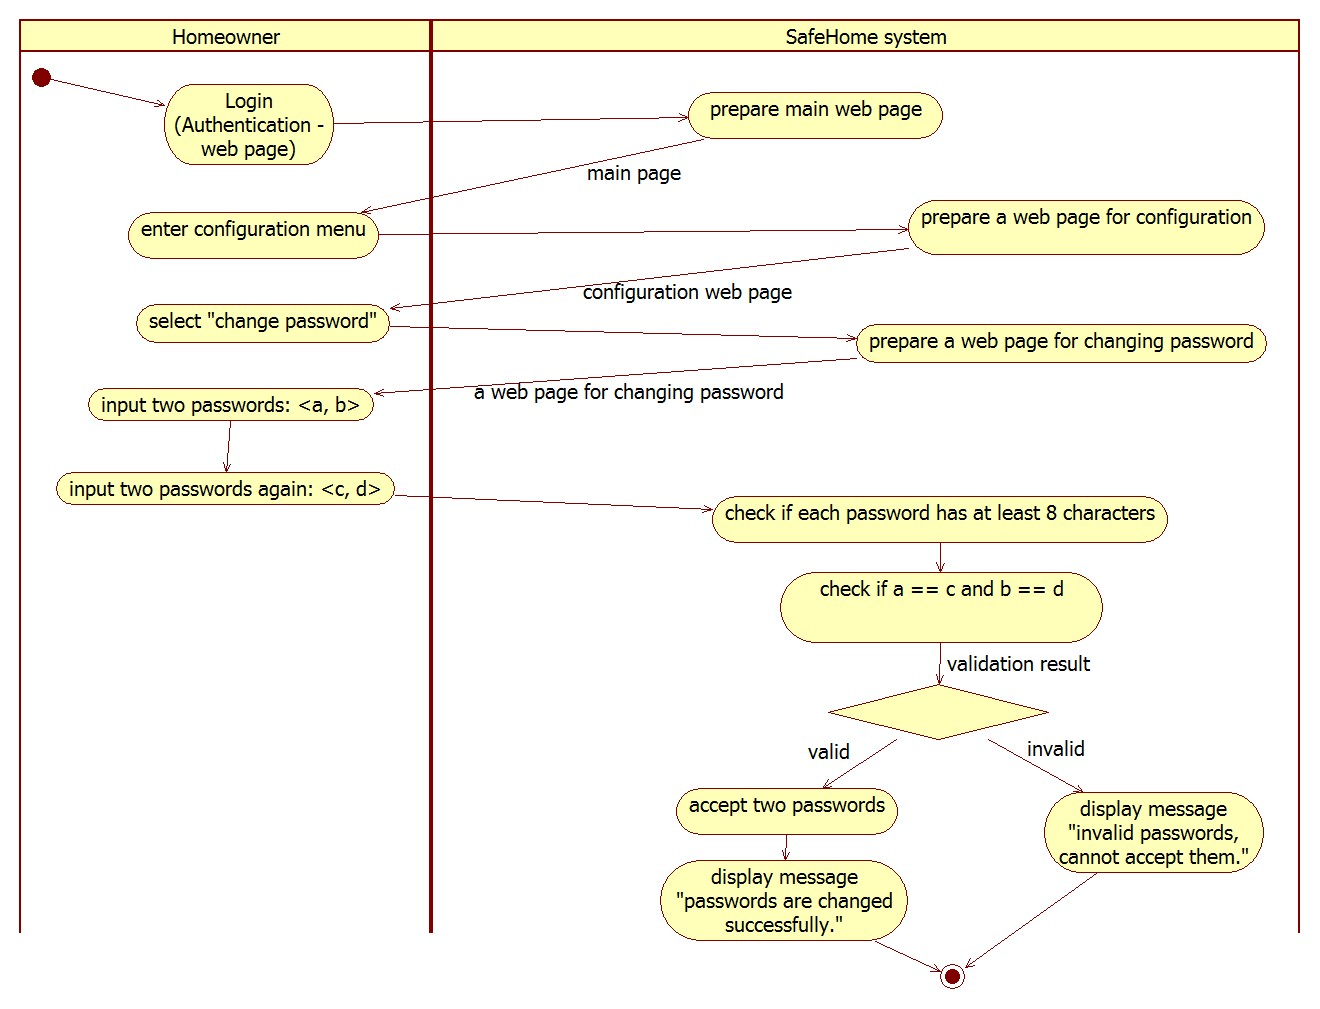 Homeowner
SafeHome system
Login
(Authentication -
web page)
prepare main web page
main page
enter configuration menu
prepare a web page for configuration
configuration web page
select "change password"
prepare a web page for changing password
a web page for changing password
input two passwords: <a, b>
input two passwords again: <c, d>
check if each password has at least 8 characters
check if a == c and b == d
validation result
valid
invalid
accept two passwords
display message
"invalid passwords,
cannot accept them."
display message
"passwords are changed
successfully."